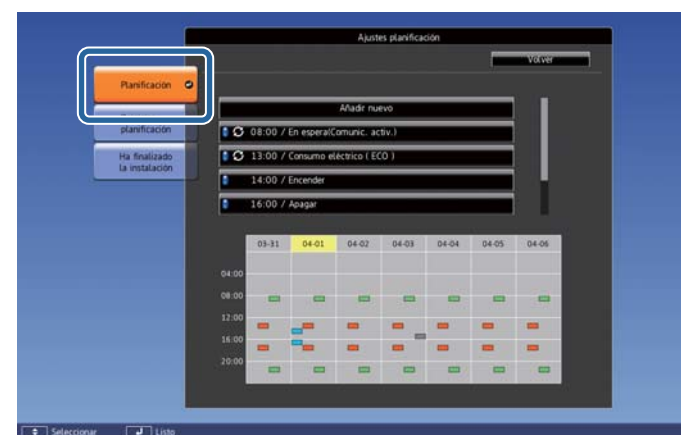 Ajustes planificación
Volver
Planificación
planificación
Ha finalizado
la instalación
Añadir nuevo
08:00 / En espera(Comunic. activ.)
13:00 / Consumo eléctrico ( ECO )
14:00 / Encender
16:00 / Apagar
03-31 04-01 04-02 04-03 04-04 04-05 04-06
04:00
08:00
12:00
16:00
20:00
Seleccionar Listo